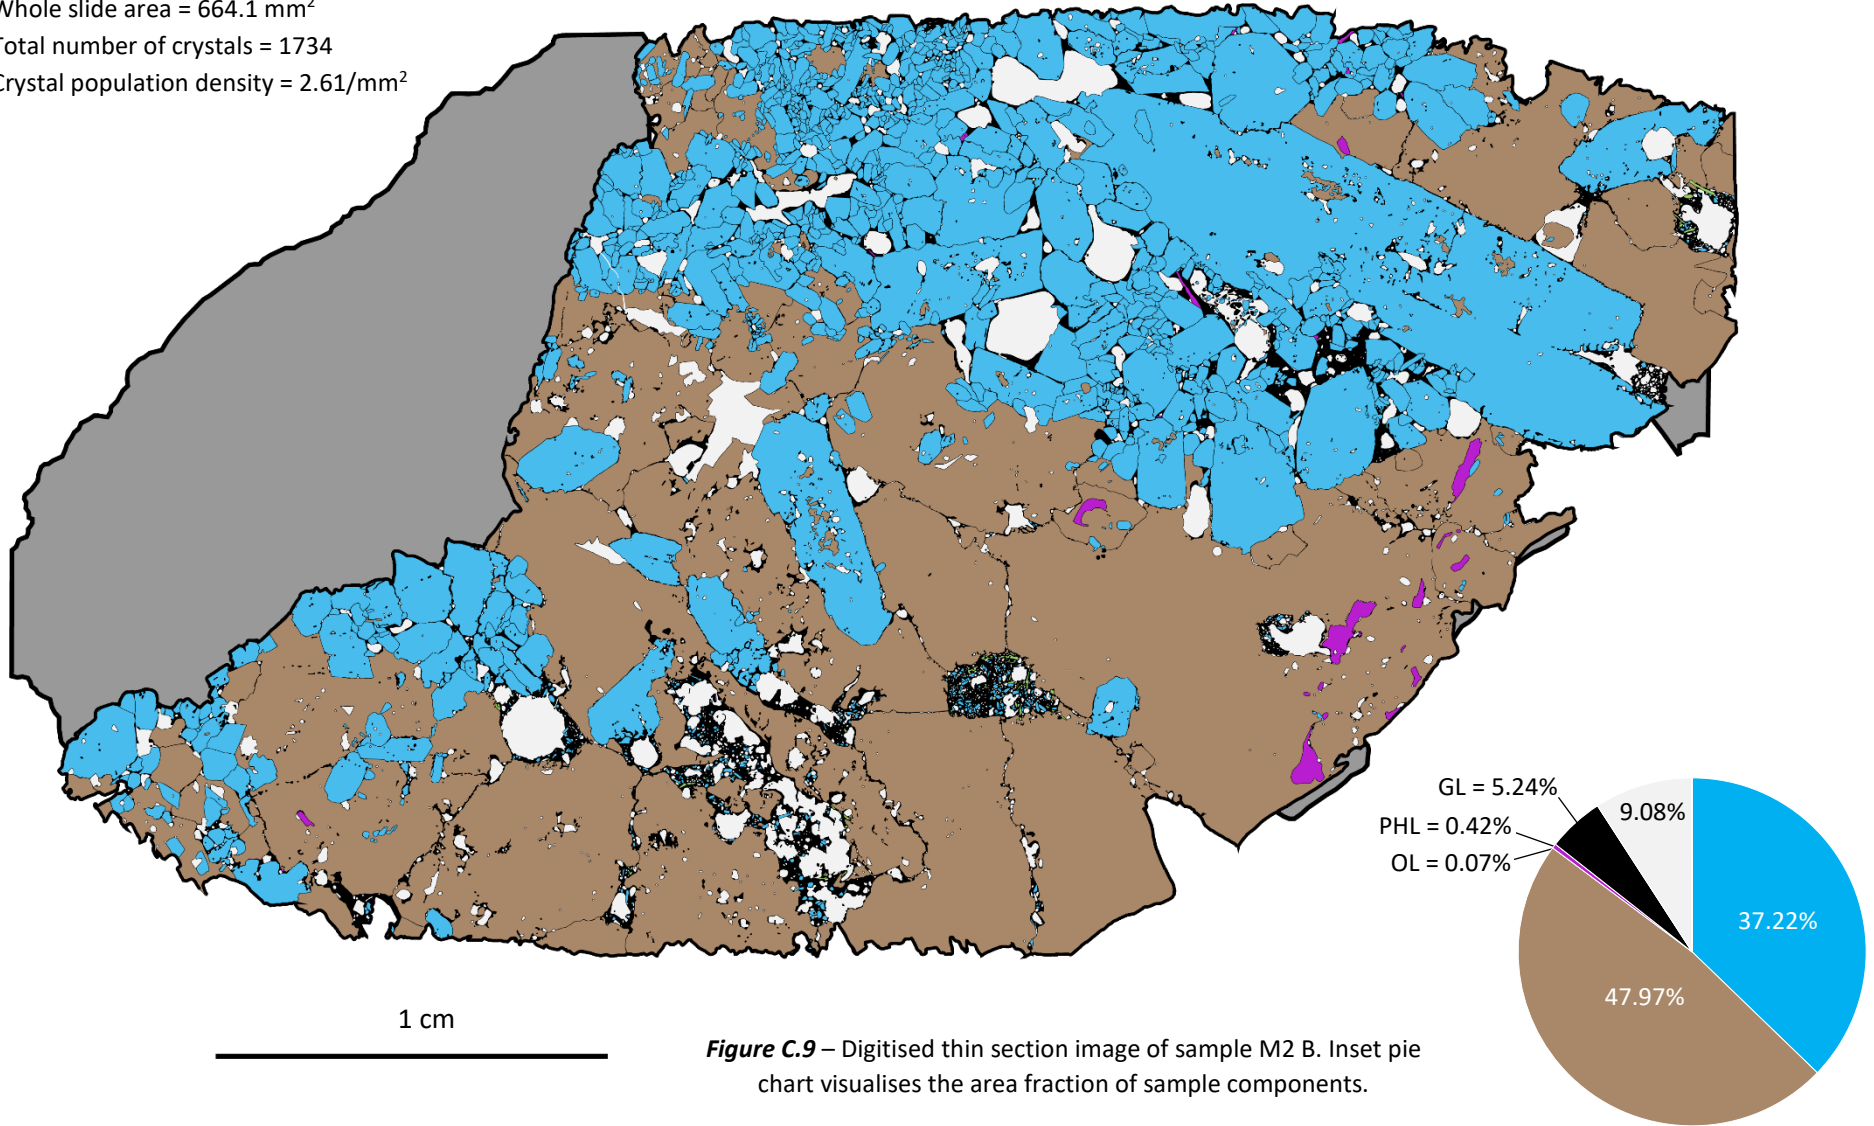 Whole slide area = 664.1 mm²
Total number of crystals = 1734
Crystal population density = 2.61/mm²
GL = 5.24%
9.08%
PHL = 0.42%
OL = 0.07%
37.22%
47.97%
1 cm
Figure C.9 – Digitised thin section image of sample M2 B. Inset pie
chart visualises the area fraction of sample components.